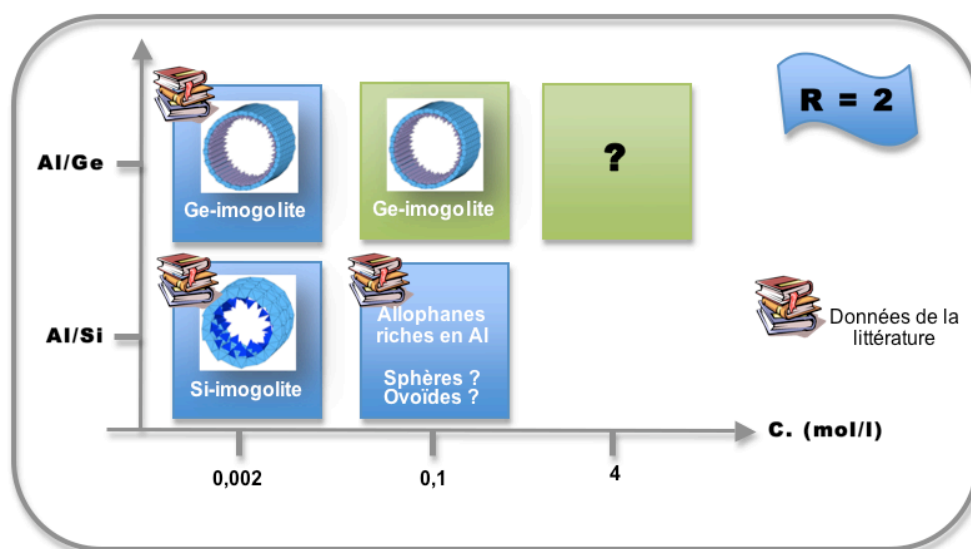 R = 2
Al/Ge
Ge-imogolite
Ge-imogolite
?
Al/Si
Si-imogolite
Allophanes
riches en Al
Sphères ?
Ovoïdes ?
Données de la
littérature
C. (mol/l)
0,002
0,1
4